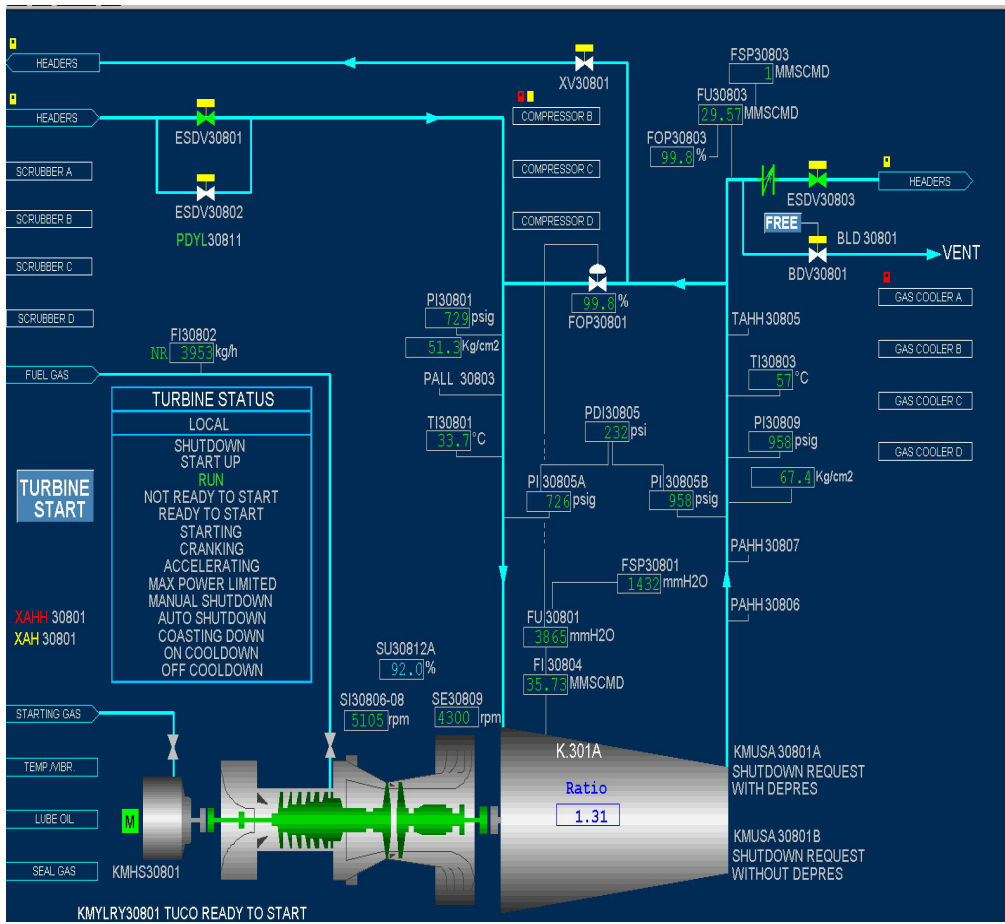 HEADERS
XV30801
FSP30803
1 MMSCMD
FU30803
29.57 MMSCMD
FOP30803
99.8 %
HEADERS
ESDV30801
COMPRESSOR B
SCRUBBER A
COMPRESSOR C
ESDV30802
ESDV30803
HEADERS
SCRUBBER B
COMPRESSOR D
FREE
BLD 30801
PDYL30811
BDV30801
VENT
SCRUBBER C
PI30801
729 psig
51.3 Kg/cm2
99.8 %
FOP30801
GAS COOLER A
SCRUBBER D
TAHH 30805
FI30802
NR 3953 kg/h
GAS COOLER B
TI30803
57 °C
FUEL GAS
PALL 30803
GAS COOLER C
TURBINE STATUS
LOCAL
SHUTDOWN
START UP
RUN
NOT READY TO START
READY TO START
STARTING
CRANKING
ACCELERATING
MAX POWER LIMITED
MANUAL SHUTDOWN
AUTO SHUTDOWN
COASTING DOWN
ON COOLDOWN
OFF COOLDOWN
TI30801
33.7 °C
PDI30805
232 psi
PI30809
958 psig
67.4 Kg/cm2
GAS COOLER D
TURBINE
START
PI 30805A
726 psig
PI 30805B
958 psig
PAHH 30807
FSP30801
1432 mmH2O
PAHH 30806
XAHH 30801
XAH 30801
FU 30801
3865 mmH2O
SU30812A
92.0 %
FI 30804
35.73 MMSCMD
SI30806-08
5105 rpm
SE30809
4300 rpm
STARTING GAS
K.301A
KMUSA 30801A
SHUTDOWN REQUEST
WITH DEPRES
TEMP./VIBR.
Ratio
1.31
LUBE OIL
M
KMUSA 30801B
SHUTDOWN REQUEST
WITHOUT DEPRES
SEAL GAS
KMHS30801
KMYLRY30801 TUCO READY TO START